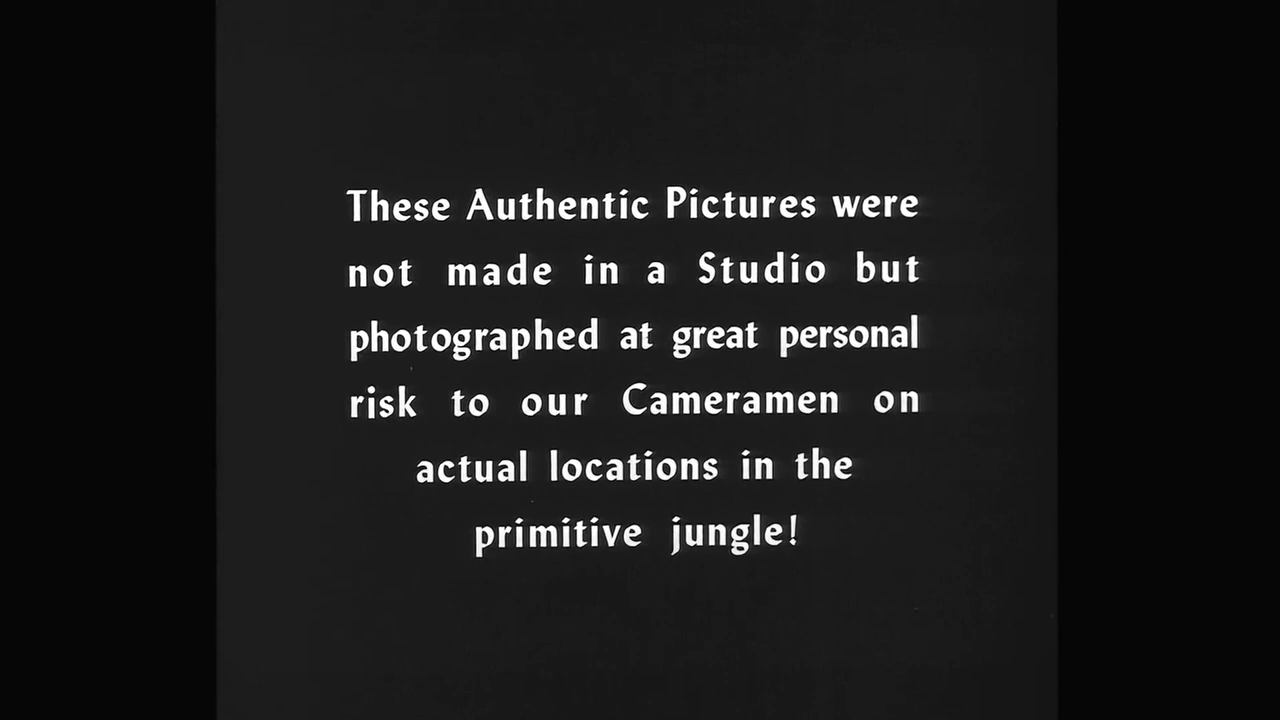 These Authentic Pictures were
not made in a Studio but
photographed at great personal
risk to our Cameramen on
actual locations in the
primitive jungle!